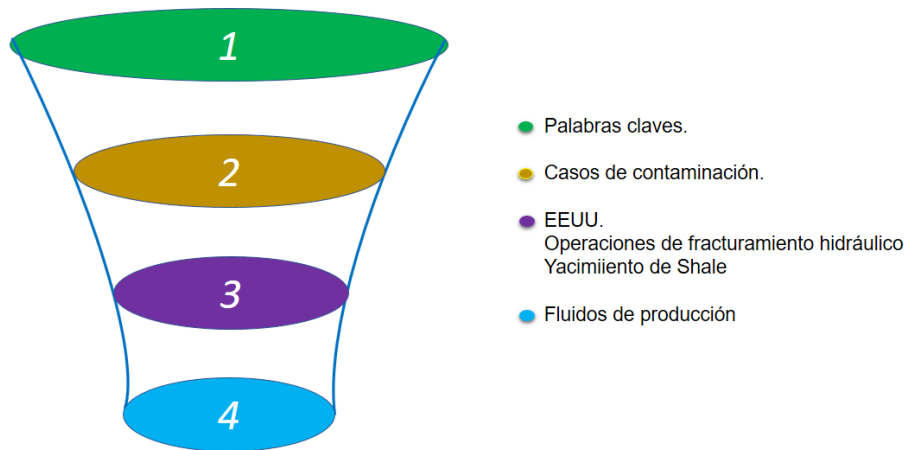 1
2
3
4
Palabras claves.
Casos de contaminación.
EEUU.
Operaciones de fracturamiento hidráulico
Yacimiiento de Shale
Fluidos de producción